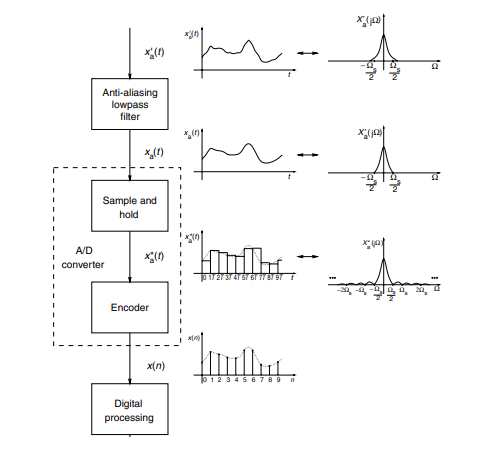 x'a(t)
Anti-aliasing
lowpass
filter
xa(t)
Sample and
hold
A/D
converter
x*a(t)
Encoder
x(n)
Digital
processing
x'a(t)
t
X'a(jΩ)
-Ωs/2 Ωs/2 Ω
xa(t)
t
X'a(jΩ)
-Ωs/2 Ωs/2 Ω
x*a(t)
0 1T 2T 3T 4T 5T 6T 7T 8T 9T t
X*a(jΩ)
... ...
-2Ωs -Ωs -Ωs/2 Ωs/2 Ωs 2Ωs Ω
x(n)
0 1 2 3 4 5 6 7 8 9 n